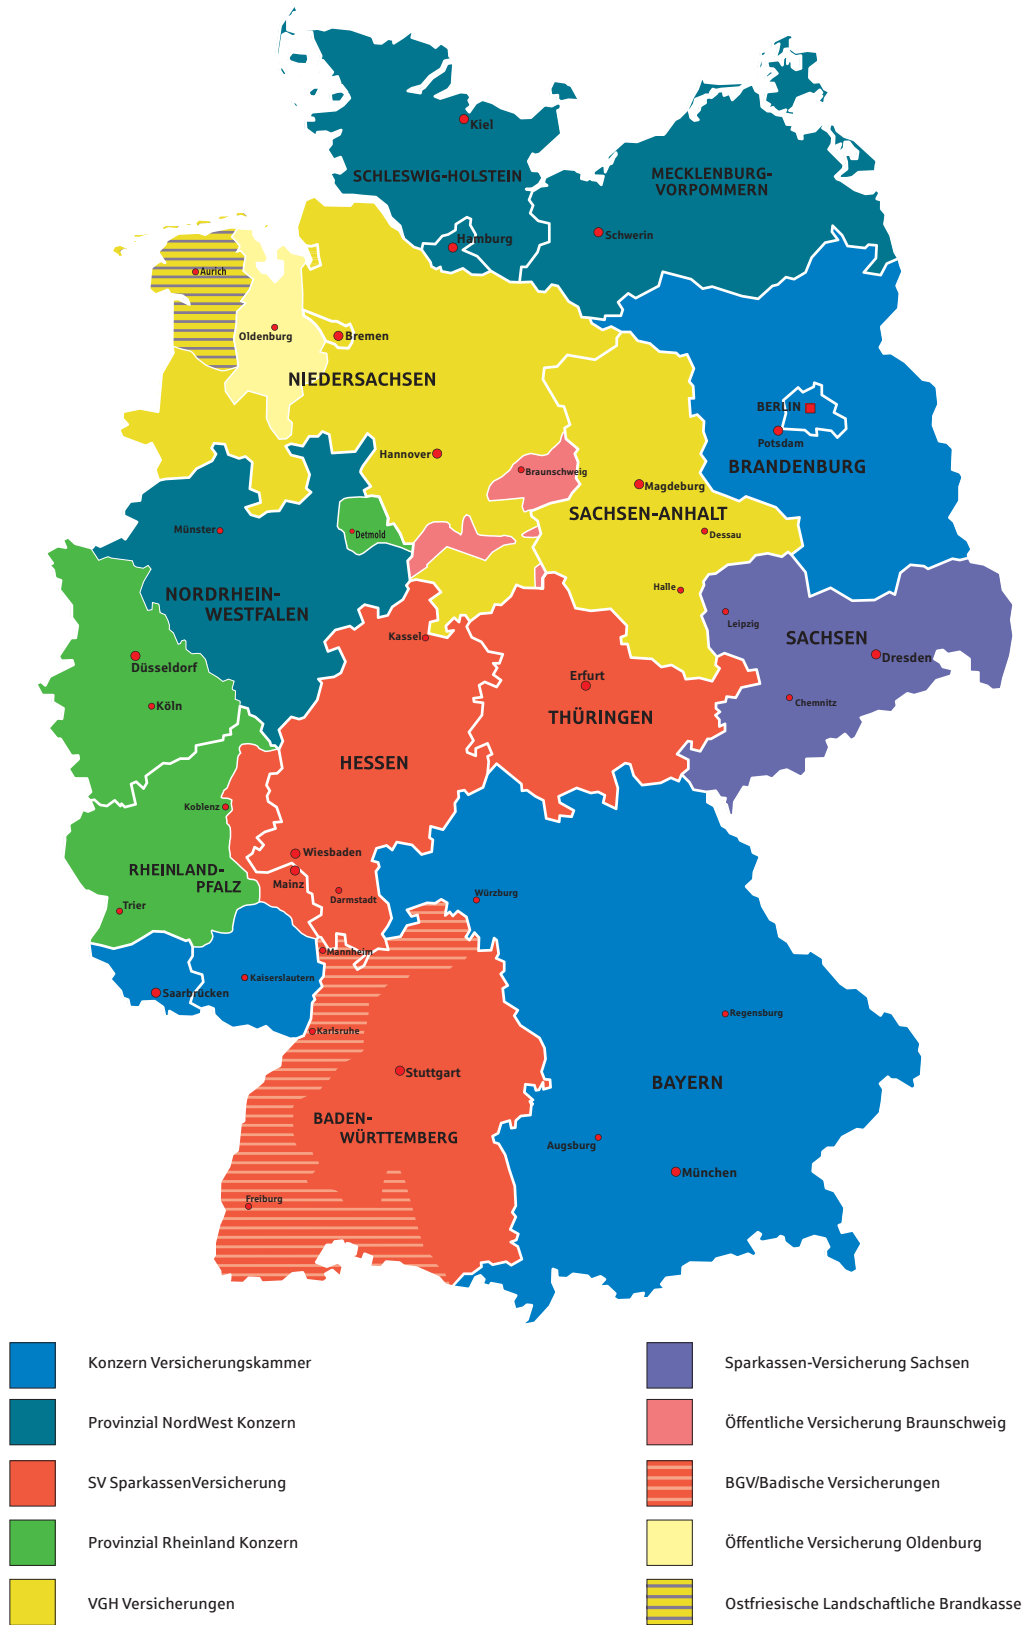 Kiel
SCHLESWIG-HOLSTEIN
MECKLENBURG-
VORPOMMERN
Hamburg
Schwerin
Aurich
Oldenburg
Bremen
NIEDERSACHSEN
BERLIN
Potsdam
BRANDENBURG
Hannover
Braunschweig
Magdeburg
SACHSEN-ANHALT
Münster
Detmold
Dessau
NORDRHEIN-
WESTFALEN
Halle
Leipzig
Kassel
SACHSEN
Dresden
Düsseldorf
Erfurt
Köln
THÜRINGEN
Chemnitz
HESSEN
Koblenz
Wiesbaden
RHEINLAND-
PFALZ
Mainz
Darmstadt
Würzburg
Trier
Mannheim
Kaiserslautern
Saarbrücken
Regensburg
Karlsruhe
Stuttgart
BAYERN
BADEN-
WÜRTTEMBERG
Augsburg
München
Freiburg
Konzern Versicherungskammer
Provinzial NordWest Konzern
SV SparkassenVersicherung
Provinzial Rheinland Konzern
VGH Versicherungen
Sparkassen-Versicherung Sachsen
Öffentliche Versicherung Braunschweig
BGV/Badische Versicherungen
Öffentliche Versicherung Oldenburg
Ostfriesische Landschaftliche Brandkasse